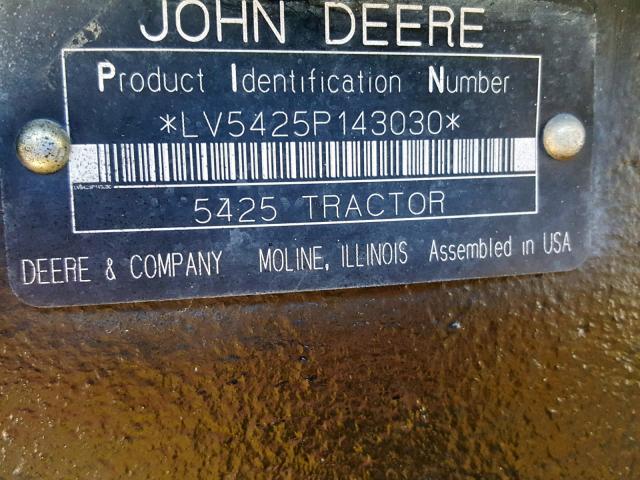 JOHN DEERE
Product Identification Number
*LV5425P143030*
5425 TRACTOR
DEERE & COMPANY MOLINE, ILLINOIS Assembled in USA